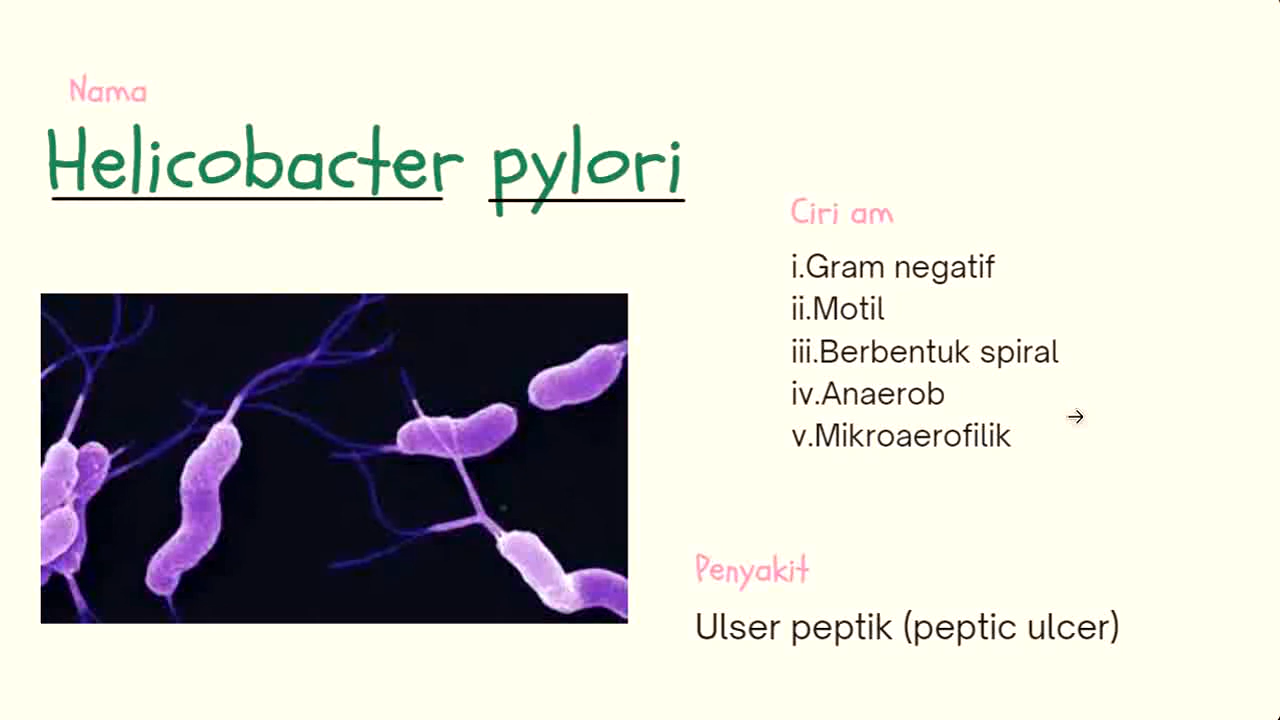 Nama
Helicobacter pylori
Ciri am
i.Gram negatif
ii.Motil
iii.Berbentuk spiral
iv.Anaerob
v.Mikroaerofilik
Penyakit
Ulser peptik (peptic ulcer)